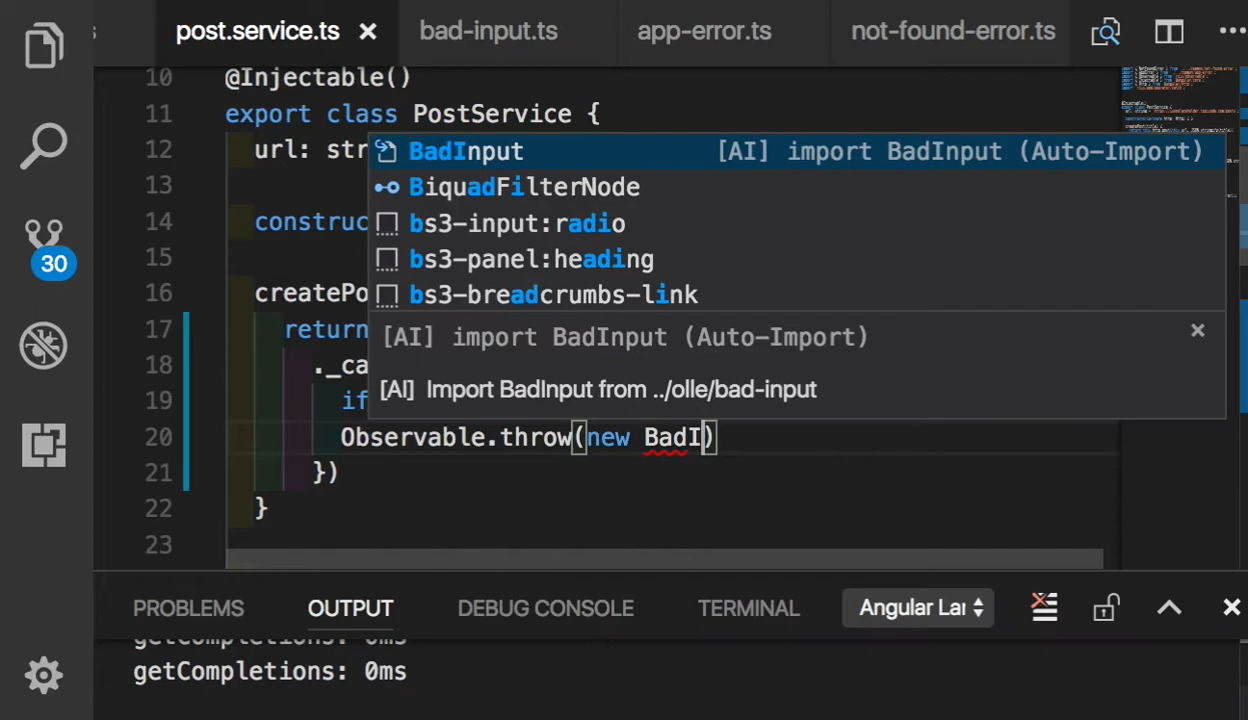 s post.service.ts × bad-input.ts app-error.ts not-found-error.ts ...
10 @Injectable()
11 export class PostService {
12 url: str
BadInput [AI] import BadInput (Auto-Import)
13
BiquadFilterNode
14 construc
bs3-input:radio
15
bs3-panel:heading
16 createPo
bs3-breadcrumbs-link
17 return
[AI] import BadInput (Auto-Import) ×
18 ._ca
[AI] Import BadInput from ../olle/bad-input
19 if
20 Observable.throw(new BadI)
21 })
22 }
23
30
PROBLEMS OUTPUT DEBUG CONSOLE TERMINAL Angular Lar
getCompletions: 0ms
getCompletions: 0ms